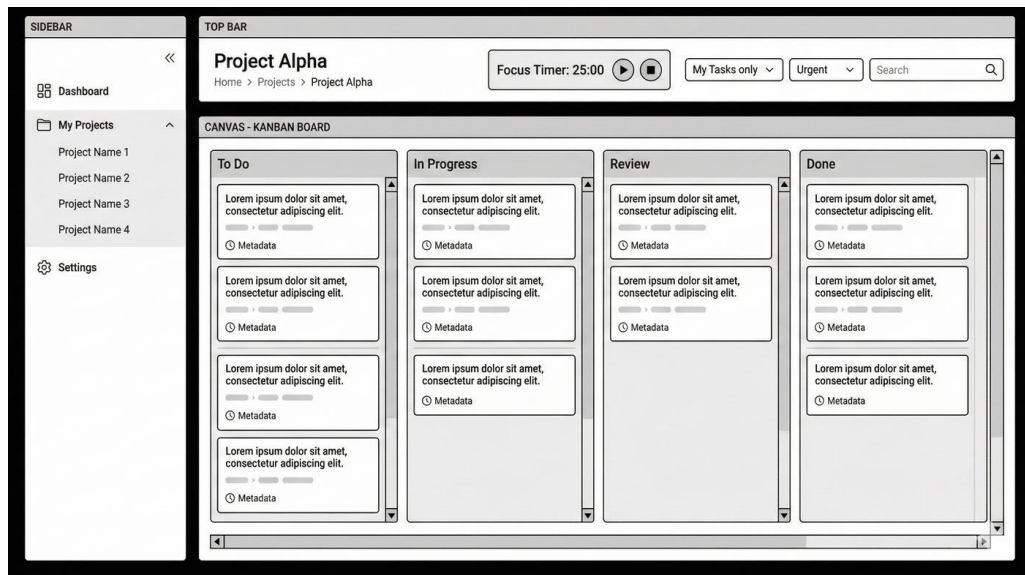 SIDEBAR
Dashboard
My Projects
Project Name 1
Project Name 2
Project Name 3
Project Name 4
Settings
TOP BAR
Project Alpha
Home > Projects > Project Alpha
Focus Timer: 25:00
My Tasks only
Urgent
Search
CANVAS - KANBAN BOARD
To Do
Lorem ipsum dolor sit amet,
consectetur adipiscing elit.
Metadata
Lorem ipsum dolor sit amet,
consectetur adipiscing elit.
Metadata
Lorem ipsum dolor sit amet,
consectetur adipiscing elit.
Metadata
Lorem ipsum dolor sit amet,
consectetur adipiscing elit.
Metadata
In Progress
Lorem ipsum dolor sit amet,
consectetur adipiscing elit.
Metadata
Lorem ipsum dolor sit amet,
consectetur adipiscing elit.
Metadata
Lorem ipsum dolor sit amet,
consectetur adipiscing elit.
Metadata
Review
Lorem ipsum dolor sit amet,
consectetur adipiscing elit.
Metadata
Lorem ipsum dolor sit amet,
consectetur adipiscing elit.
Metadata
Done
Lorem ipsum dolor sit amet,
consectetur adipiscing elit.
Metadata
Lorem ipsum dolor sit amet,
consectetur adipiscing elit.
Metadata
Lorem ipsum dolor sit amet,
consectetur adipiscing elit.
Metadata